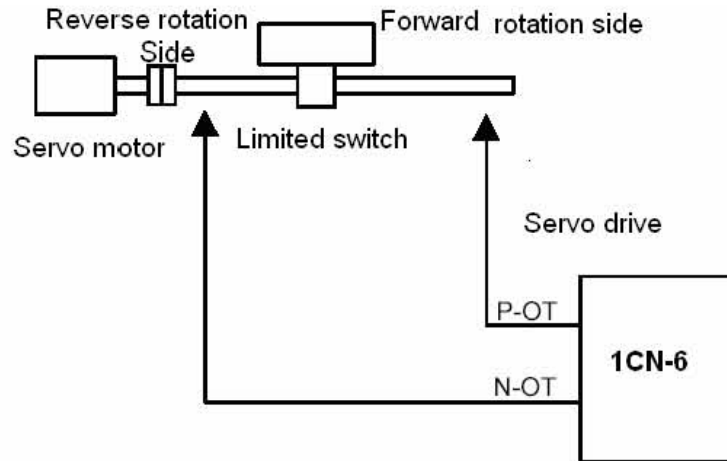 Reverse rotation Side
Forward rotation side
Servo motor
Limited switch
Servo drive
P-OT
1CN-6
N-OT